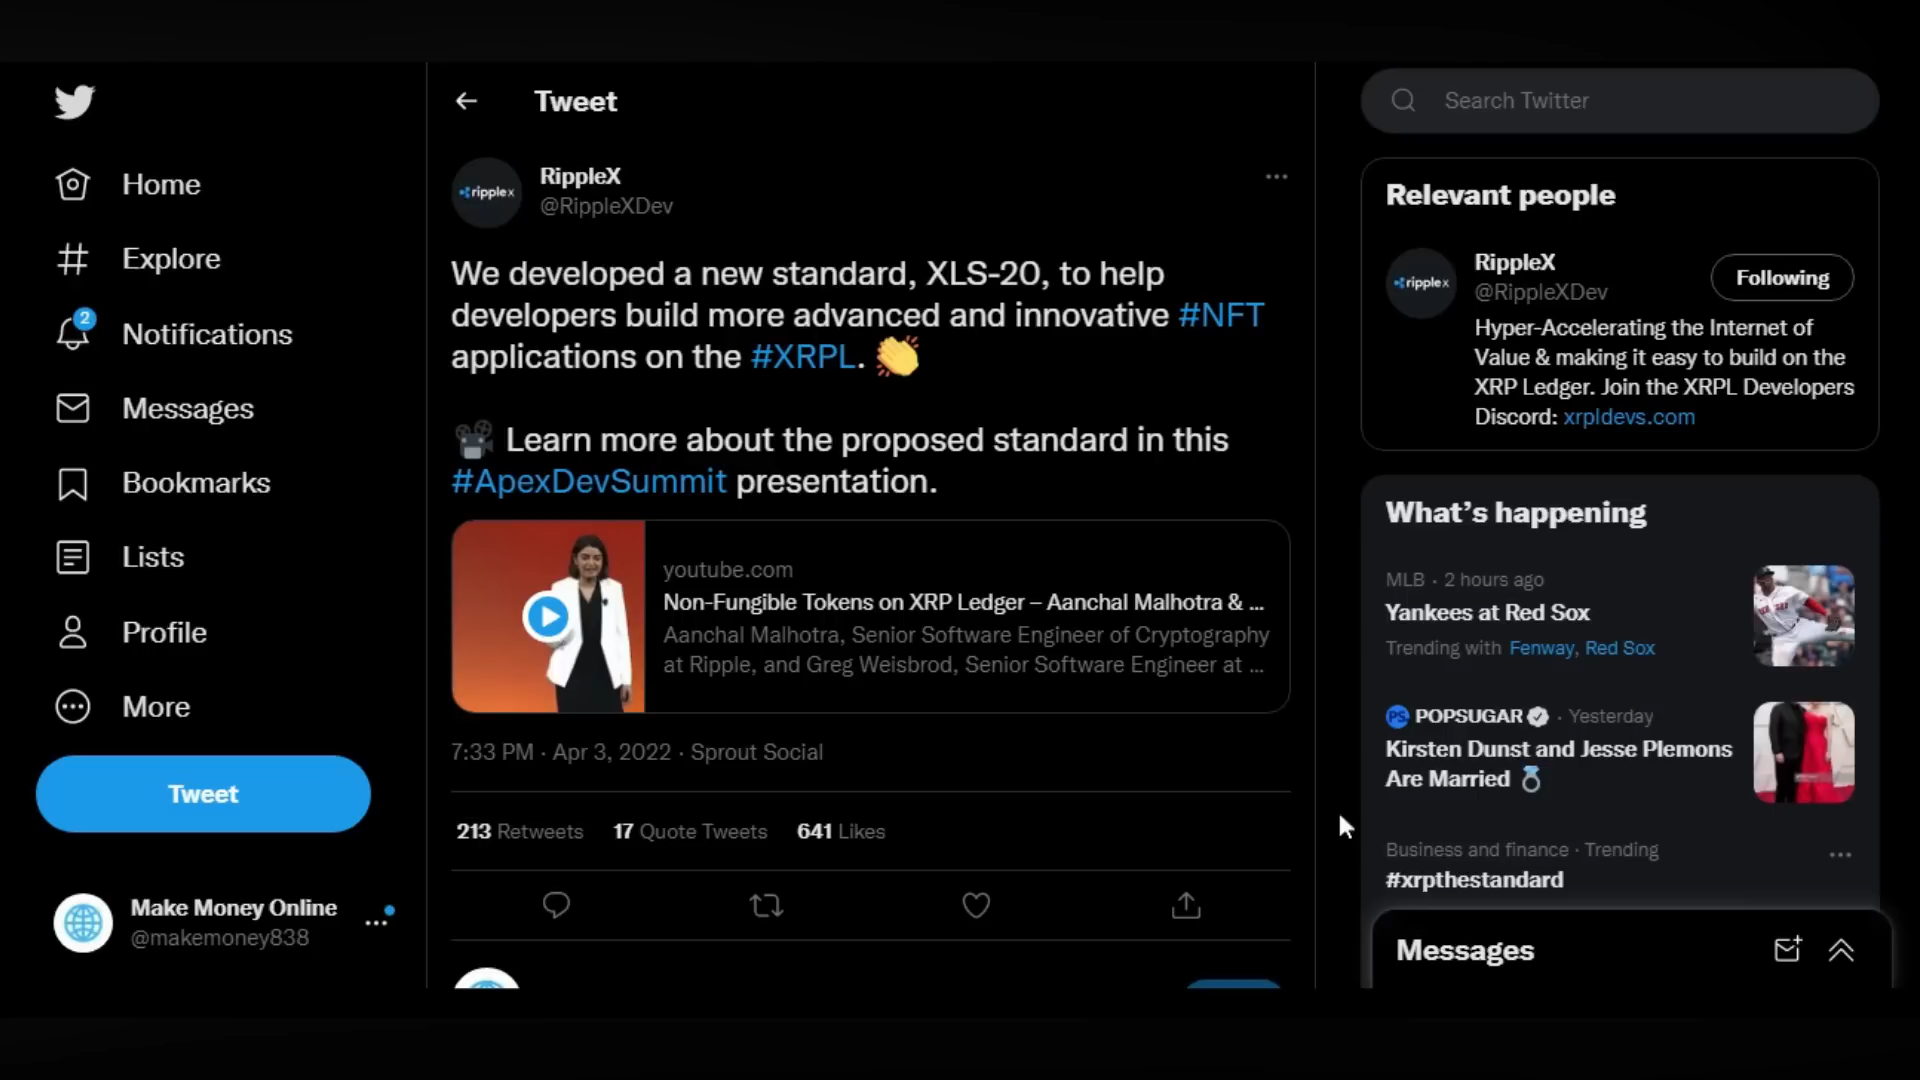 Home
Explore
2
Notifications
Messages
Bookmarks
Lists
Profile
More
Tweet
Make Money Online
@makemoney838
Tweet
ripplex
RippleX
@RippleXDev
We developed a new standard, XLS-20, to help
developers build more advanced and innovative #NFT
applications on the #XRPL. 👏
🎥 Learn more about the proposed standard in this
#ApexDevSummit presentation.
youtube.com
Non-Fungible Tokens on XRP Ledger – Aanchal Malhotra & ...
Aanchal Malhotra, Senior Software Engineer of Cryptography
at Ripple, and Greg Weisbrod, Senior Software Engineer at ...
7:33 PM · Apr 3, 2022 · Sprout Social
213 Retweets 17 Quote Tweets 641 Likes
Search Twitter
Relevant people
ripplex
RippleX
@RippleXDev
Following
Hyper-Accelerating the Internet of
Value & making it easy to build on the
XRP Ledger. Join the XRPL Developers
Discord: xrpldevs.com
What's happening
MLB · 2 hours ago
Yankees at Red Sox
Trending with Fenway, Red Sox
PS POPSUGAR · Yesterday
Kirsten Dunst and Jesse Plemons
Are Married 💍
Business and finance · Trending
#xrpthestandard
Messages